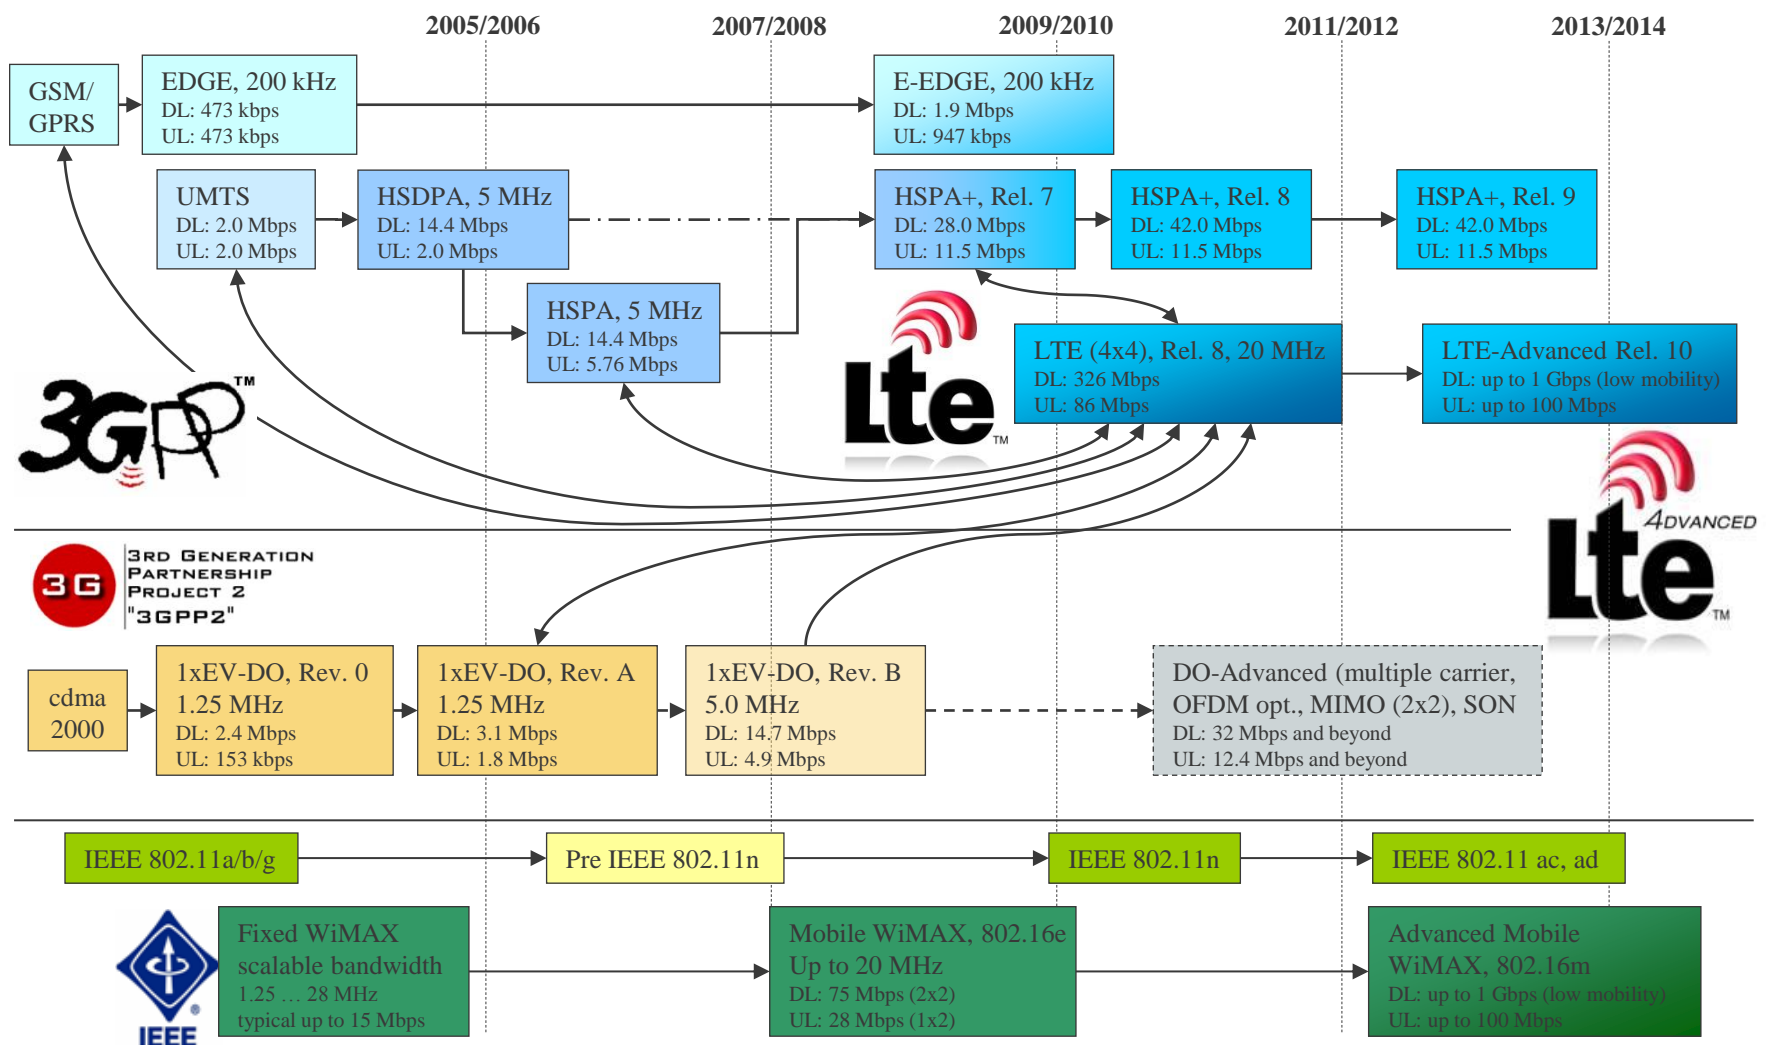 2005/2006
2007/2008
2009/2010
2011/2012
2013/2014
GSM/
GPRS
EDGE, 200 kHz
DL: 473 kbps
UL: 473 kbps
E-EDGE, 200 kHz
DL: 1.9 Mbps
UL: 947 kbps
UMTS
DL: 2.0 Mbps
UL: 2.0 Mbps
HSDPA, 5 MHz
DL: 14.4 Mbps
UL: 2.0 Mbps
HSPA+, Rel. 7
DL: 28.0 Mbps
UL: 11.5 Mbps
HSPA+, Rel. 8
DL: 42.0 Mbps
UL: 11.5 Mbps
HSPA+, Rel. 9
DL: 42.0 Mbps
UL: 11.5 Mbps
HSPA, 5 MHz
DL: 14.4 Mbps
UL: 5.76 Mbps
LTE (4x4), Rel. 8, 20 MHz
DL: 326 Mbps
UL: 86 Mbps
LTE-Advanced Rel. 10
DL: up to 1 Gbps (low mobility)
UL: up to 100 Mbps
3GPP™
Lte™
ADVANCED
Lte™
3G
3RD GENERATION
PARTNERSHIP
PROJECT 2
"3GPP2"
cdma
2000
1xEV-DO, Rev. 0
1.25 MHz
DL: 2.4 Mbps
UL: 153 kbps
1xEV-DO, Rev. A
1.25 MHz
DL: 3.1 Mbps
UL: 1.8 Mbps
1xEV-DO, Rev. B
5.0 MHz
DL: 14.7 Mbps
UL: 4.9 Mbps
DO-Advanced (multiple carrier,
OFDM opt., MIMO (2x2), SON
DL: 32 Mbps and beyond
UL: 12.4 Mbps and beyond
IEEE 802.11a/b/g
Pre IEEE 802.11n
IEEE 802.11n
IEEE 802.11 ac, ad
®
IEEE
Fixed WiMAX
scalable bandwidth
1.25 … 28 MHz
typical up to 15 Mbps
Mobile WiMAX, 802.16e
Up to 20 MHz
DL: 75 Mbps (2x2)
UL: 28 Mbps (1x2)
Advanced Mobile
WiMAX, 802.16m
DL: up to 1 Gbps (low mobility)
UL: up to 100 Mbps